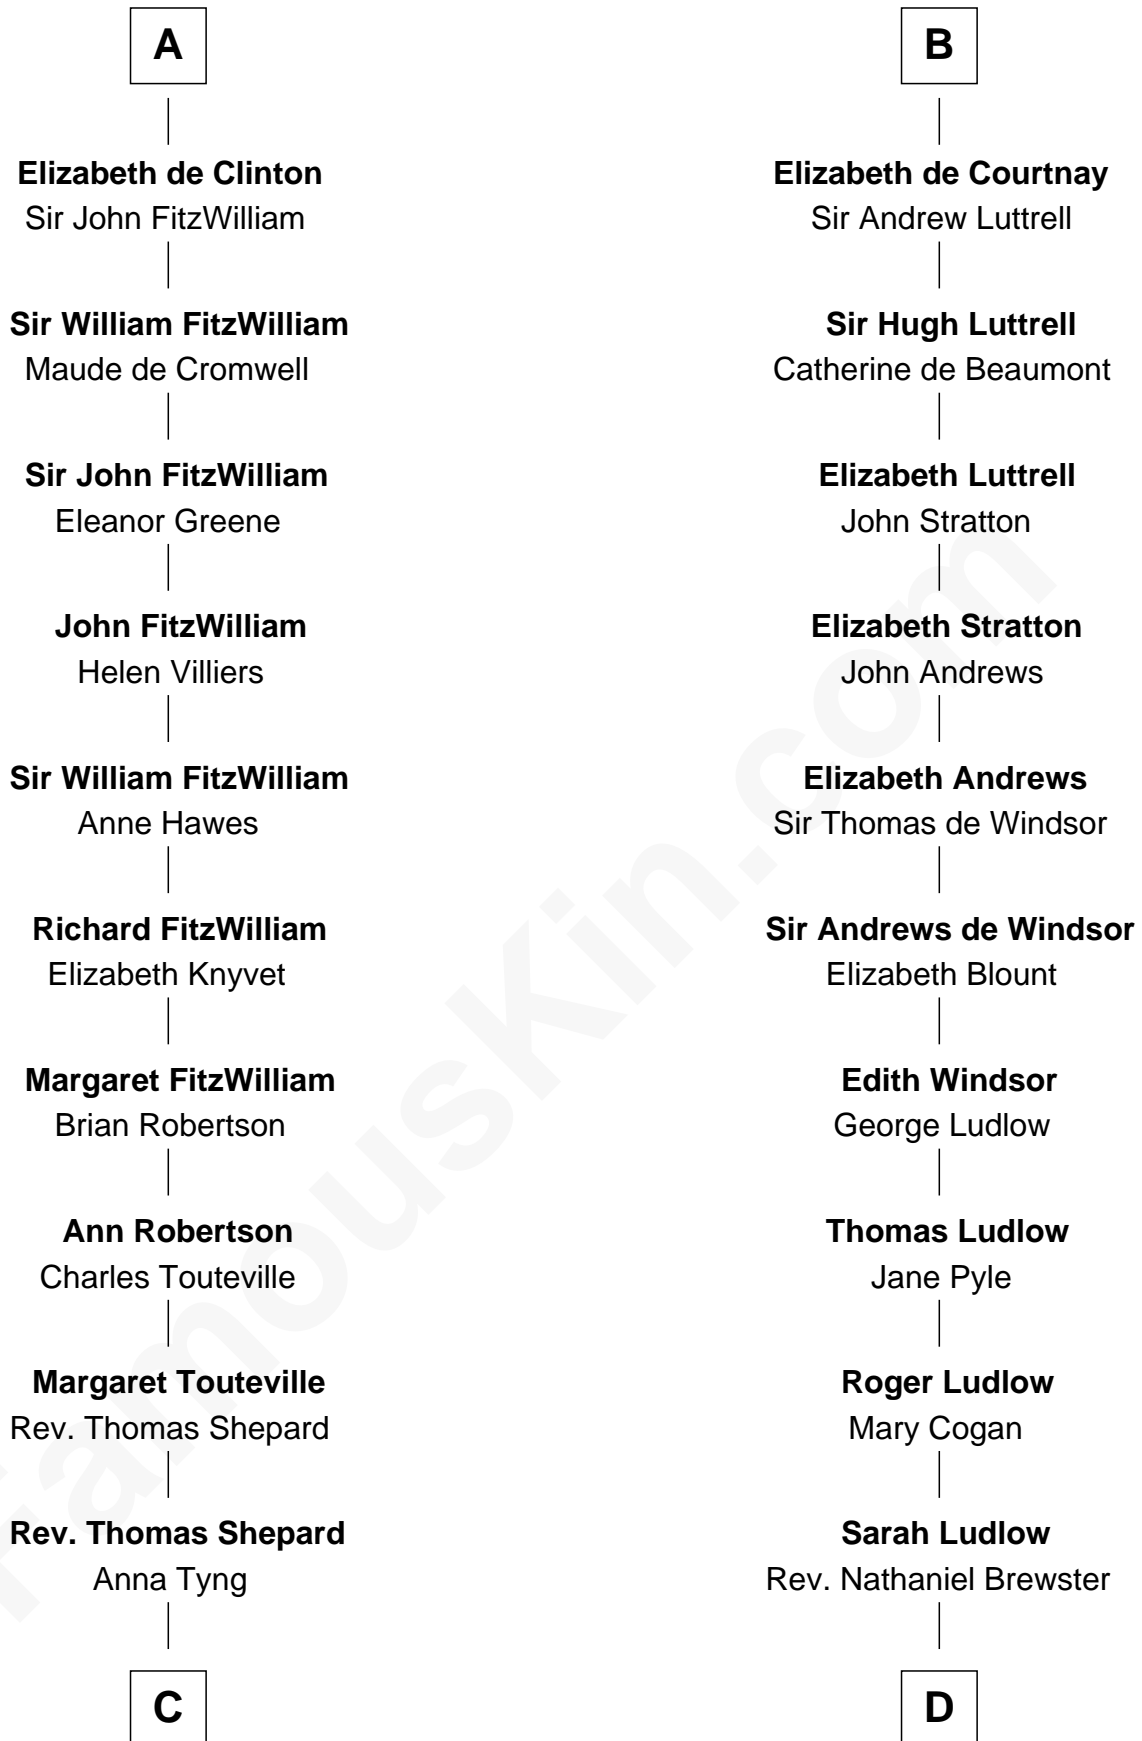 A
Elizabeth de Clinton
Sir John FitzWilliam
Sir William FitzWilliam
Maude de Cromwell
Sir John FitzWilliam
Eleanor Greene
John FitzWilliam
Helen Villiers
Sir William FitzWilliam
Anne Hawes
Richard FitzWilliam
Elizabeth Knyvet
Margaret FitzWilliam
Brian Robertson
Ann Robertson
Charles Touteville
Margaret Touteville
Rev. Thomas Shepard
Rev. Thomas Shepard
Anna Tyng
C
B
Elizabeth de Courtnay
Sir Andrew Luttrell
Sir Hugh Luttrell
Catherine de Beaumont
Elizabeth Luttrell
John Stratton
Elizabeth Stratton
John Andrews
Elizabeth Andrews
Sir Thomas de Windsor
Sir Andrews de Windsor
Elizabeth Blount
Edith Windsor
George Ludlow
Thomas Ludlow
Jane Pyle
Roger Ludlow
Mary Cogan
Sarah Ludlow
Rev. Nathaniel Brewster
D
FamousKin.com